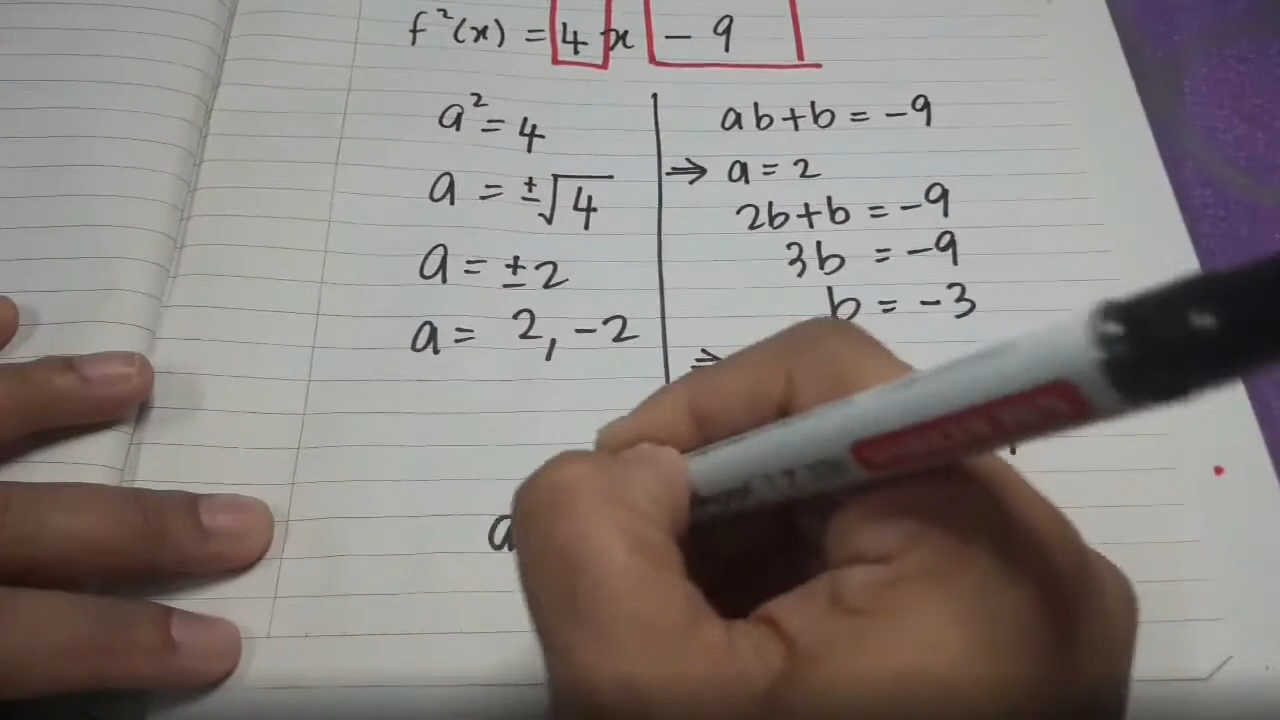 f²(x) = 4x - 9
a² = 4
a = ±√4
a = ±2
a = 2, -2
ab + b = -9
⇒ a = 2
2b + b = -9
3b = -9
b = -3
⇒
a